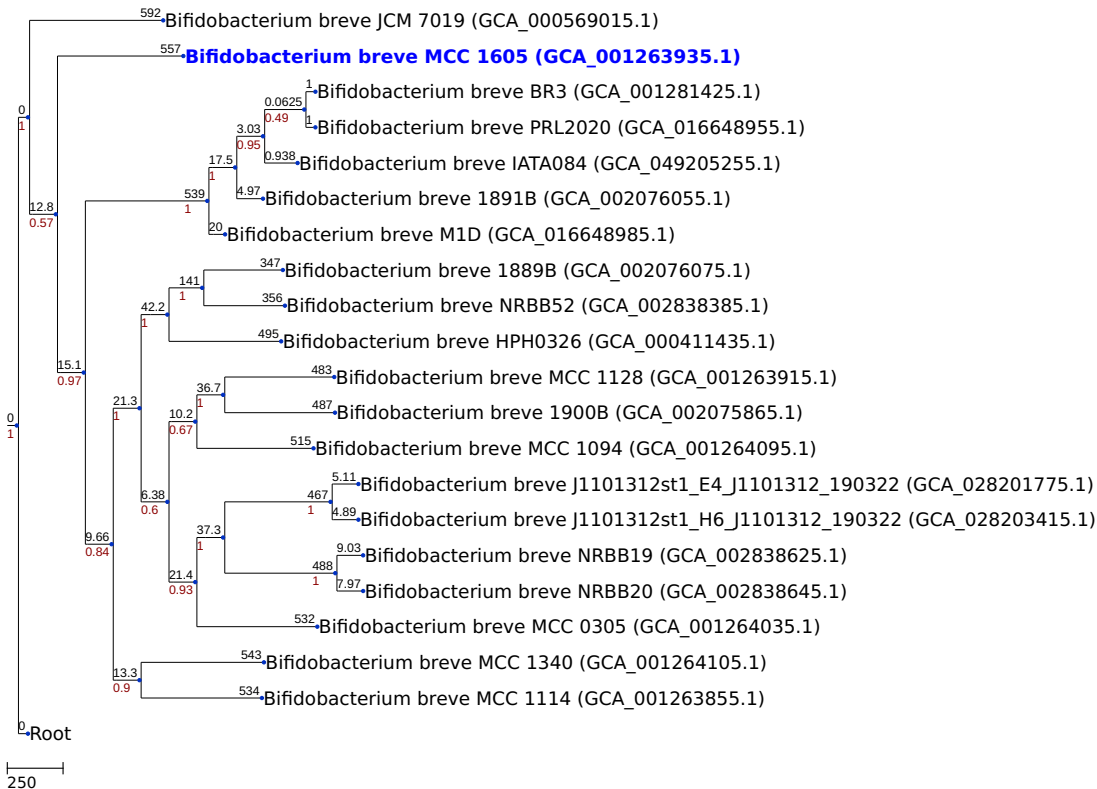 592 Bifidobacterium breve JCM 7019 (GCA_000569015.1)
557 Bifidobacterium breve MCC 1605 (GCA_001263935.1)
1 Bifidobacterium breve BR3 (GCA_001281425.1)
0.0625
0.49
0
1
1 Bifidobacterium breve PRL2020 (GCA_016648955.1)
3.03
0.95
0.938 Bifidobacterium breve IATA084 (GCA_049205255.1)
17.5
1
4.97 Bifidobacterium breve 1891B (GCA_002076055.1)
539
1
12.8
0.57
20 Bifidobacterium breve M1D (GCA_016648985.1)
347 Bifidobacterium breve 1889B (GCA_002076075.1)
141
1
356 Bifidobacterium breve NRBB52 (GCA_002838385.1)
42.2
1
495 Bifidobacterium breve HPH0326 (GCA_000411435.1)
15.1
0.97
483 Bifidobacterium breve MCC 1128 (GCA_001263915.1)
36.7
1
21.3
1
487 Bifidobacterium breve 1900B (GCA_002075865.1)
10.2
0.67
0
1
515 Bifidobacterium breve MCC 1094 (GCA_001264095.1)
5.11 Bifidobacterium breve J1101312st1_E4_J1101312_190322 (GCA_028201775.1)
6.38
0.6
467
1
4.89 Bifidobacterium breve J1101312st1_H6_J1101312_190322 (GCA_028203415.1)
37.3
1
9.66
0.84
9.03 Bifidobacterium breve NRBB19 (GCA_002838625.1)
488
1
21.4
0.93
7.97 Bifidobacterium breve NRBB20 (GCA_002838645.1)
532 Bifidobacterium breve MCC 0305 (GCA_001264035.1)
543 Bifidobacterium breve MCC 1340 (GCA_001264105.1)
13.3
0.9
534 Bifidobacterium breve MCC 1114 (GCA_001263855.1)
0 Root
250